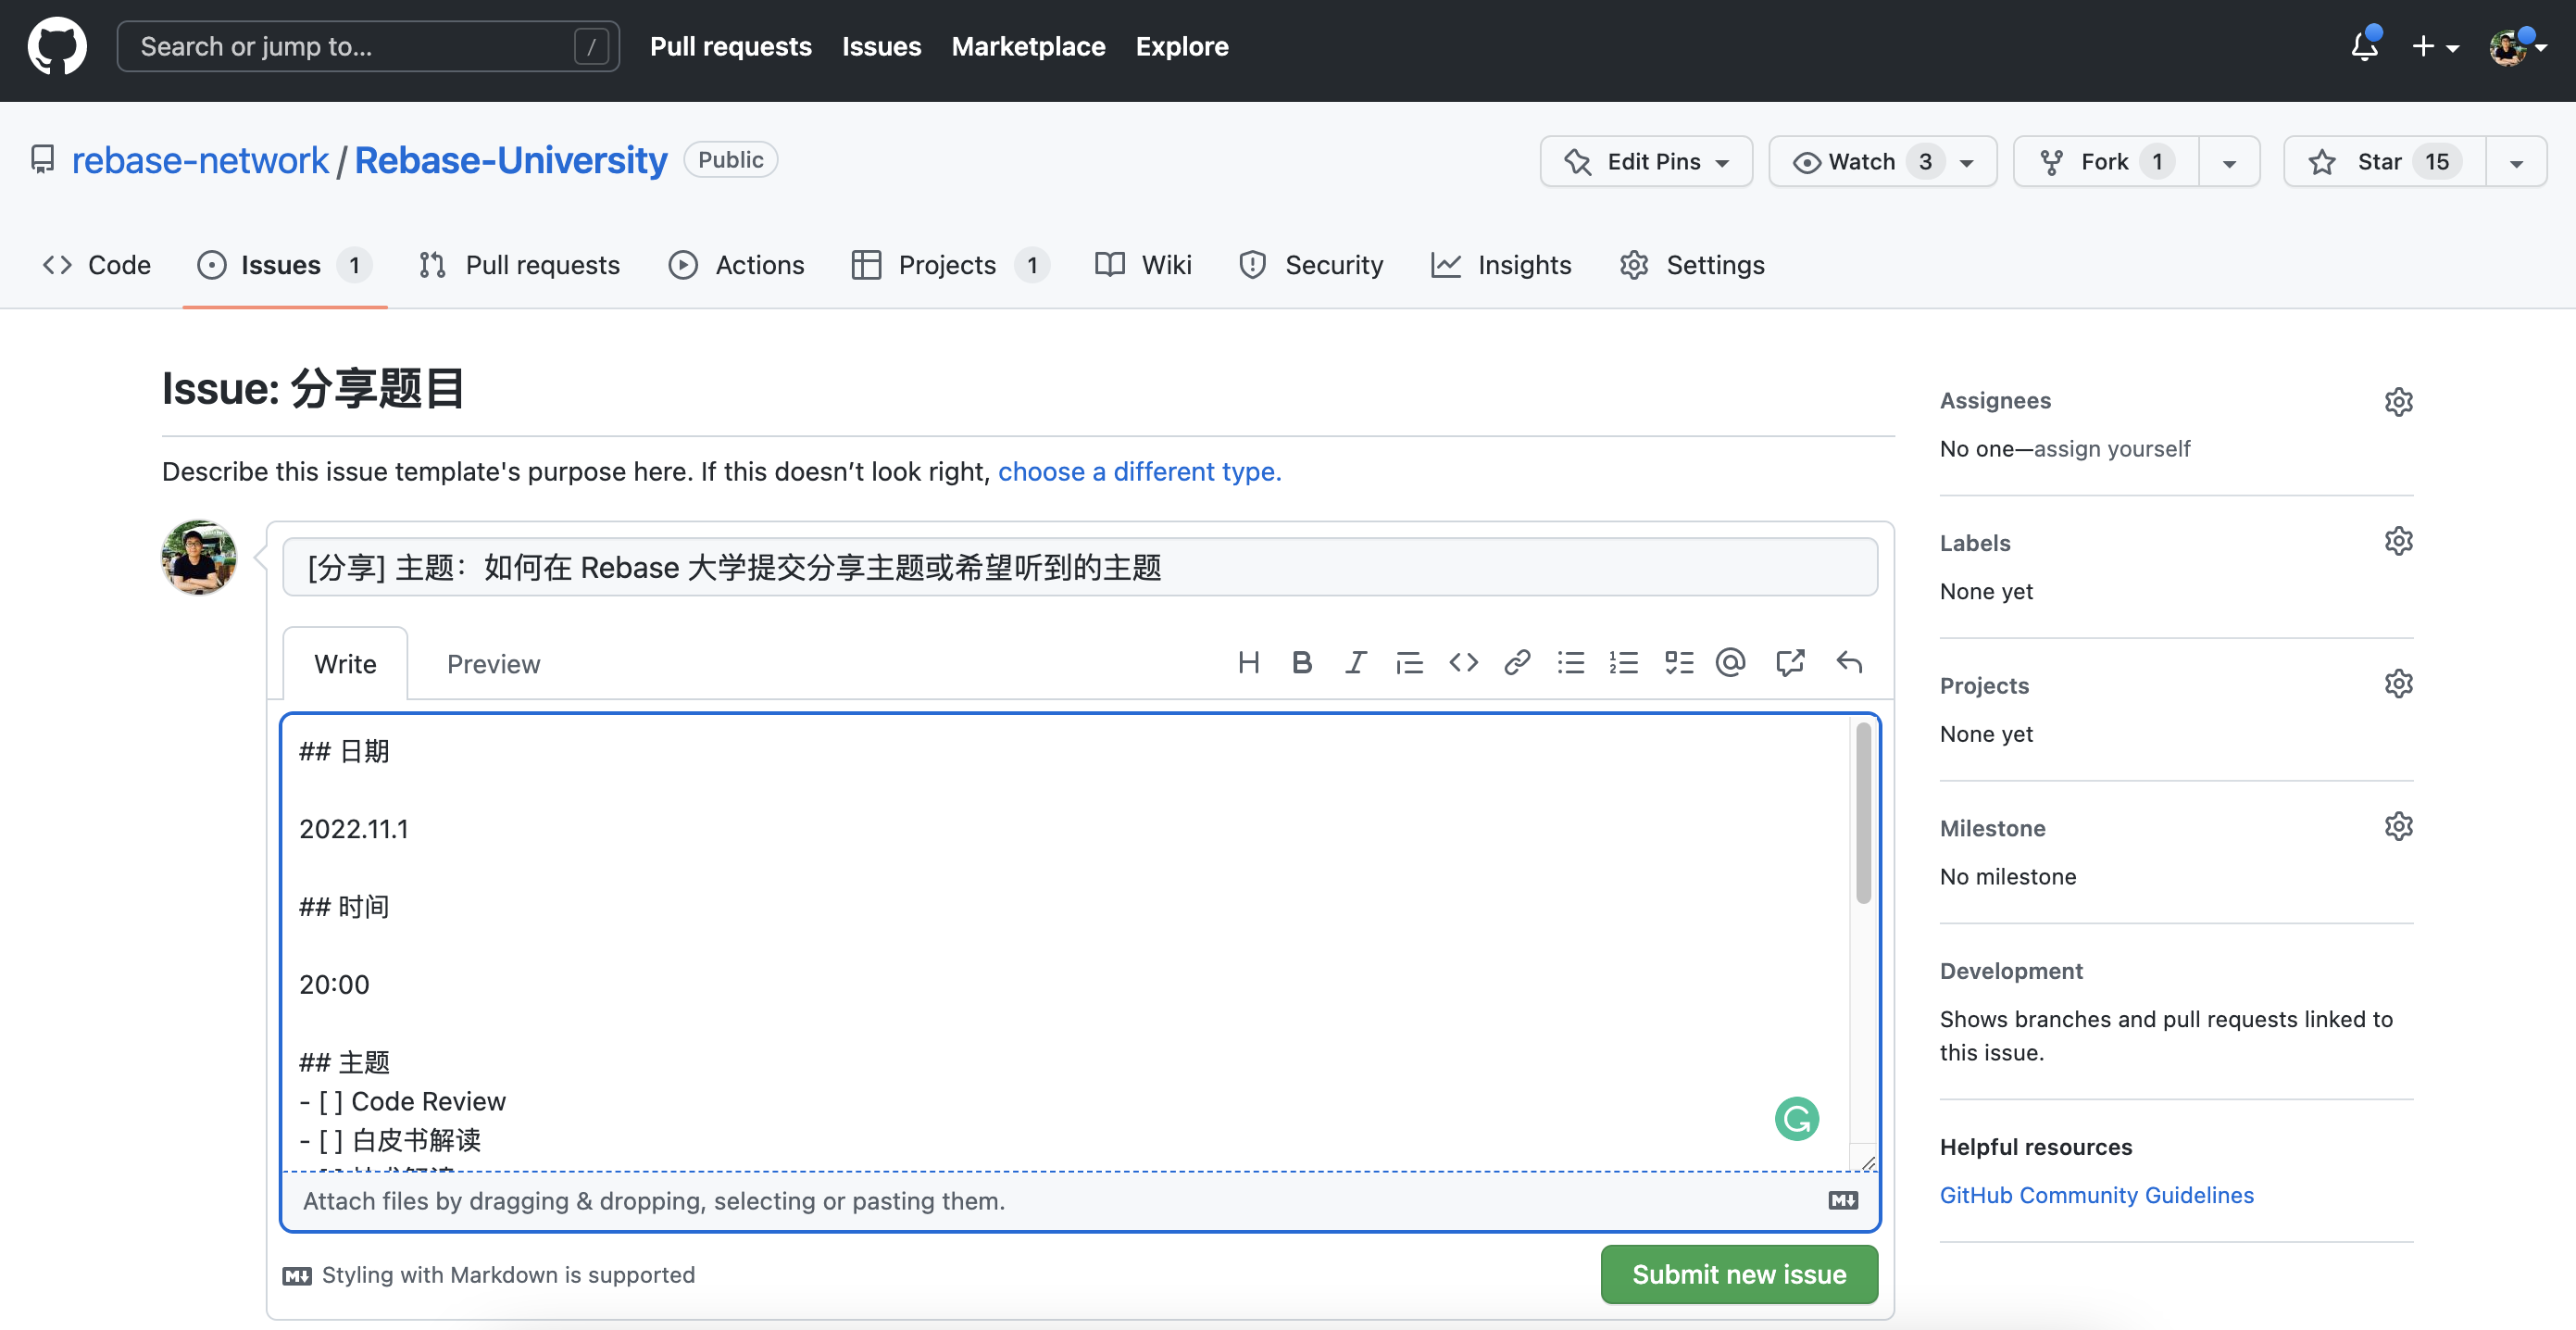 Search or jump to... /
Pull requests Issues Marketplace Explore
rebase-network / Rebase-University Public
Edit Pins Watch 3 Fork 1 Star 15
Code Issues 1 Pull requests Actions Projects 1 Wiki Security Insights Settings
Issue: 分享题目
Describe this issue template's purpose here. If this doesn’t look right, choose a different type.
[分享] 主题：如何在 Rebase 大学提交分享主题或希望听到的主题
Write Preview
## 日期
2022.11.1
## 时间
20:00
## 主题
- [ ] Code Review
- [ ] 白皮书解读
Attach files by dragging & dropping, selecting or pasting them.
Styling with Markdown is supported
Submit new issue
Assignees
No one—assign yourself
Labels
None yet
Projects
None yet
Milestone
No milestone
Development
Shows branches and pull requests linked to
this issue.
Helpful resources
GitHub Community Guidelines